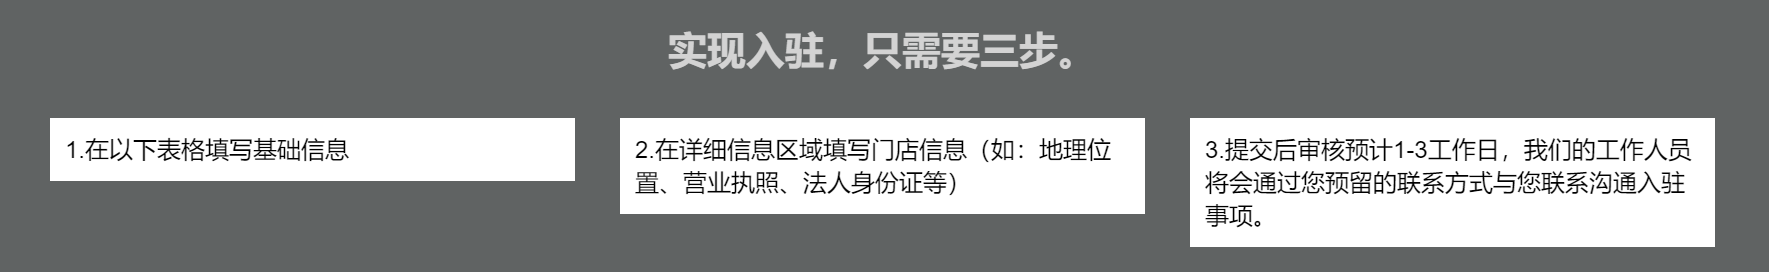 实现入驻，只需要三步。
1.在以下表格填写基础信息
2.在详细信息区域填写门店信息（如：地理位
置、营业执照、法人身份证等）
3.提交后审核预计1-3工作日，我们的工作人员
将会通过您预留的联系方式与您联系沟通入驻
事项。